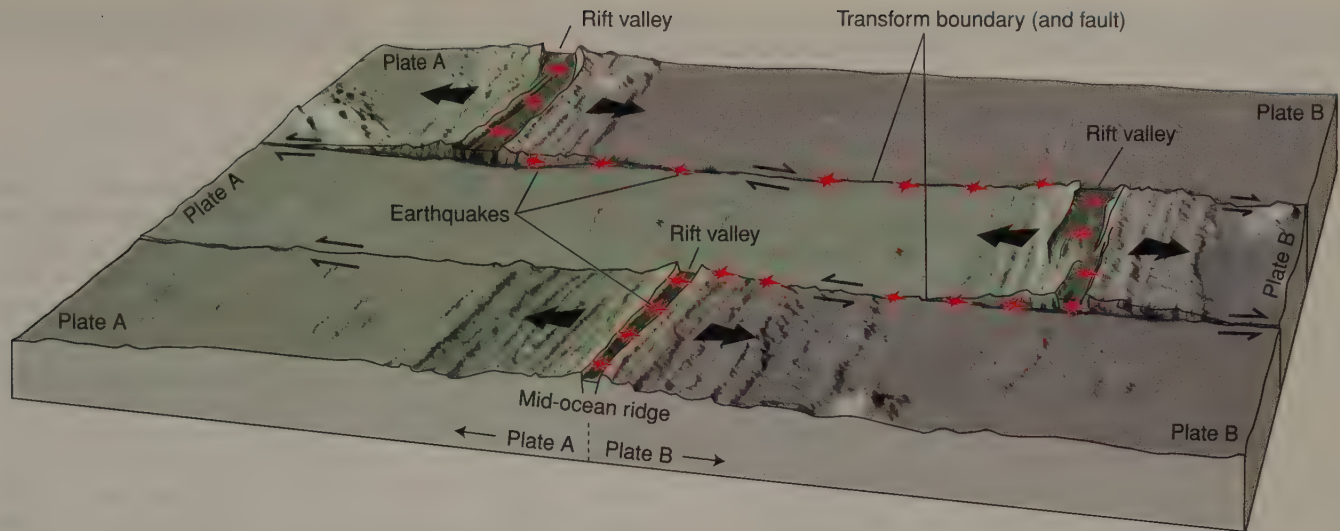 Rift valley
Transform boundary (and fault)
Plate A
Plate B
Rift valley
Plate A
Earthquakes
Rift valley
Plate B
Plate A
Mid-ocean ridge
Plate B
Plate A
Plate B